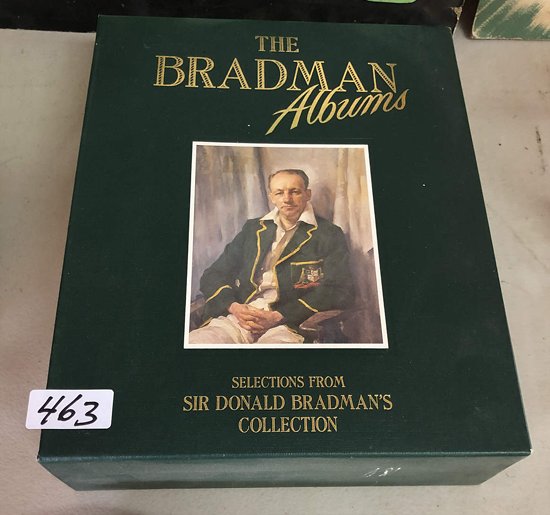 THE
BRADMAN
Albums
SELECTIONS FROM
SIR DONALD BRADMAN'S
COLLECTION
463